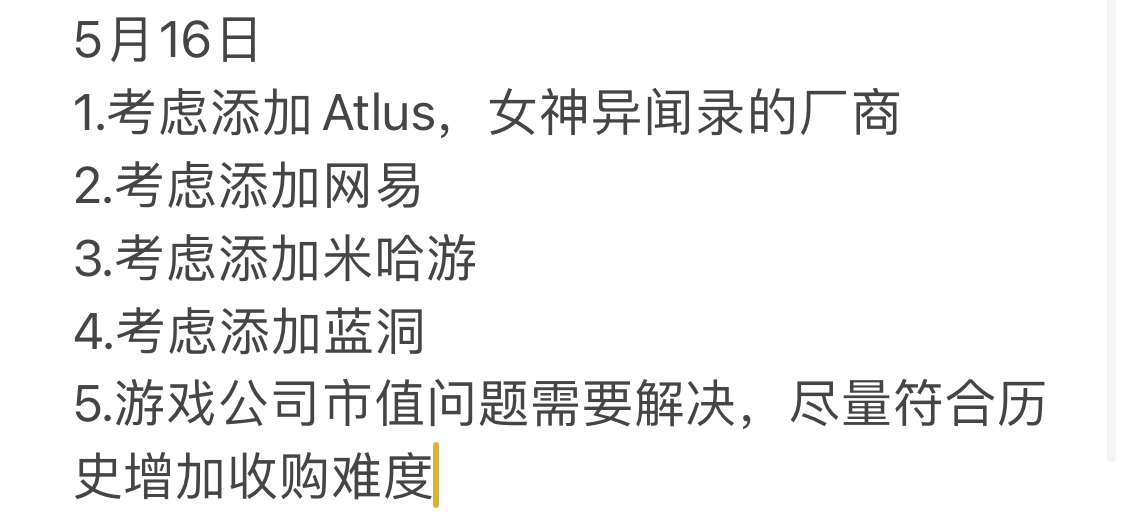 5月16日
1.考虑添加 Atlus，女神异闻录的厂商
2.考虑添加网易
3.考虑添加米哈游
4.考虑添加蓝洞
5.游戏公司市值问题需要解决，尽量符合历
史增加收购难度